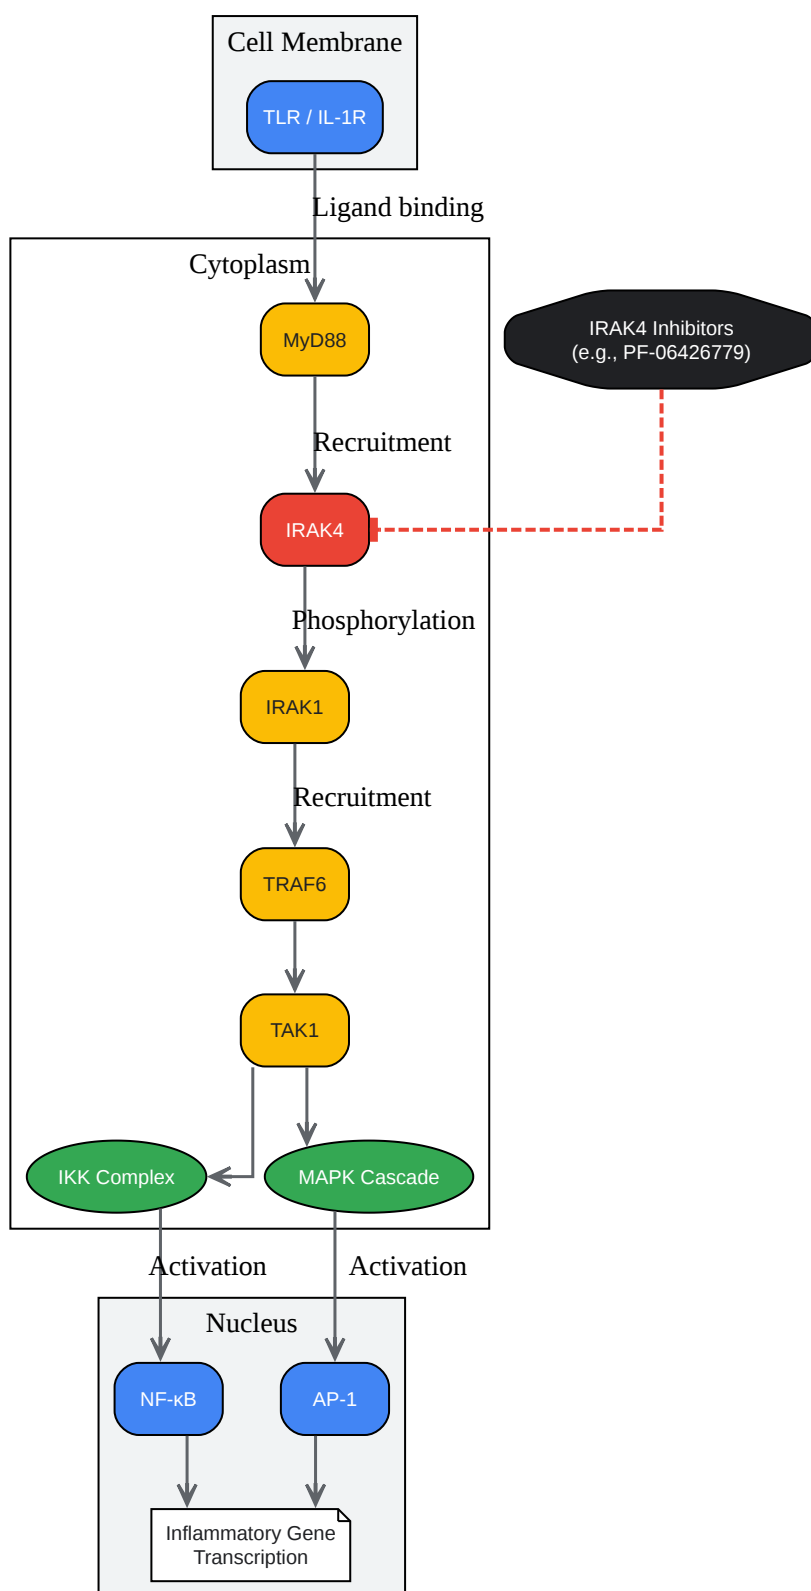 Cell Membrane
TLR / IL-1R
Ligand binding
Cytoplasm
MyD88
IRAK4 Inhibitors
(e.g., PF-06426779)
Recruitment
IRAK4
Phosphorylation
IRAK1
Recruitment
TRAF6
TAK1
IKK Complex
MAPK Cascade
Activation
Activation
Nucleus
NF-κB
AP-1
Inflammatory Gene
Transcription